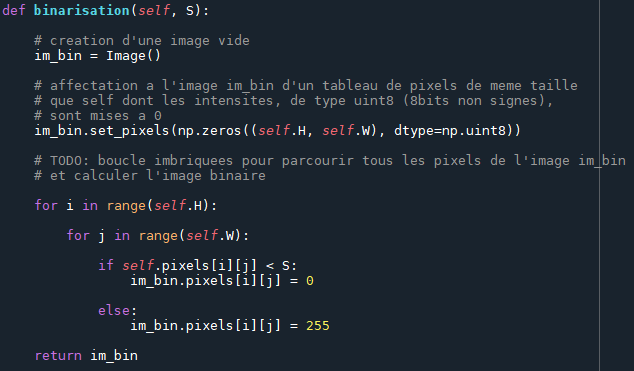 def binarisation(self, S):
# creation d'une image vide
im_bin = Image()
# affectation a l'image im_bin d'un tableau de pixels de meme taille
# que self dont les intensites, de type uint8 (8bits non signes),
# sont mises a 0
im_bin.set_pixels(np.zeros((self.H, self.W), dtype=np.uint8))
# TODO: boucle imbriquees pour parcourir tous les pixels de l'image im_bin
# et calculer l'image binaire
for i in range(self.H):
for j in range(self.W):
if self.pixels[i][j] < S:
im_bin.pixels[i][j] = 0
else:
im_bin.pixels[i][j] = 255
return im_bin